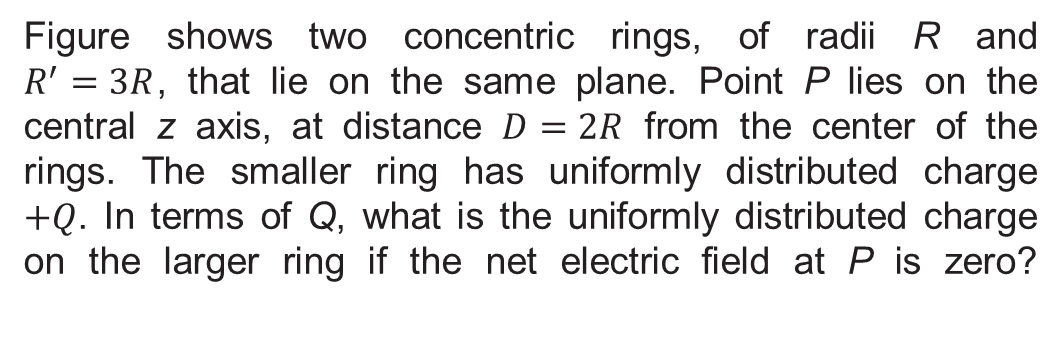 Figure shows two concentric rings, of radii R and
R′ = 3R, that lie on the same plane. Point P lies on the
central z axis, at distance D = 2R from the center of the
rings. The smaller ring has uniformly distributed charge
+Q. In terms of Q, what is the uniformly distributed charge
on the larger ring if the net electric field at P is zero?